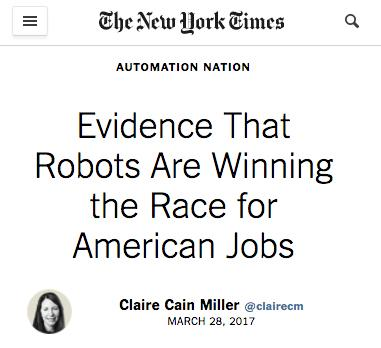 The New York Times
AUTOMATION NATION
Evidence That
Robots Are Winning
the Race for
American Jobs
Claire Cain Miller @clairecm
MARCH 28, 2017